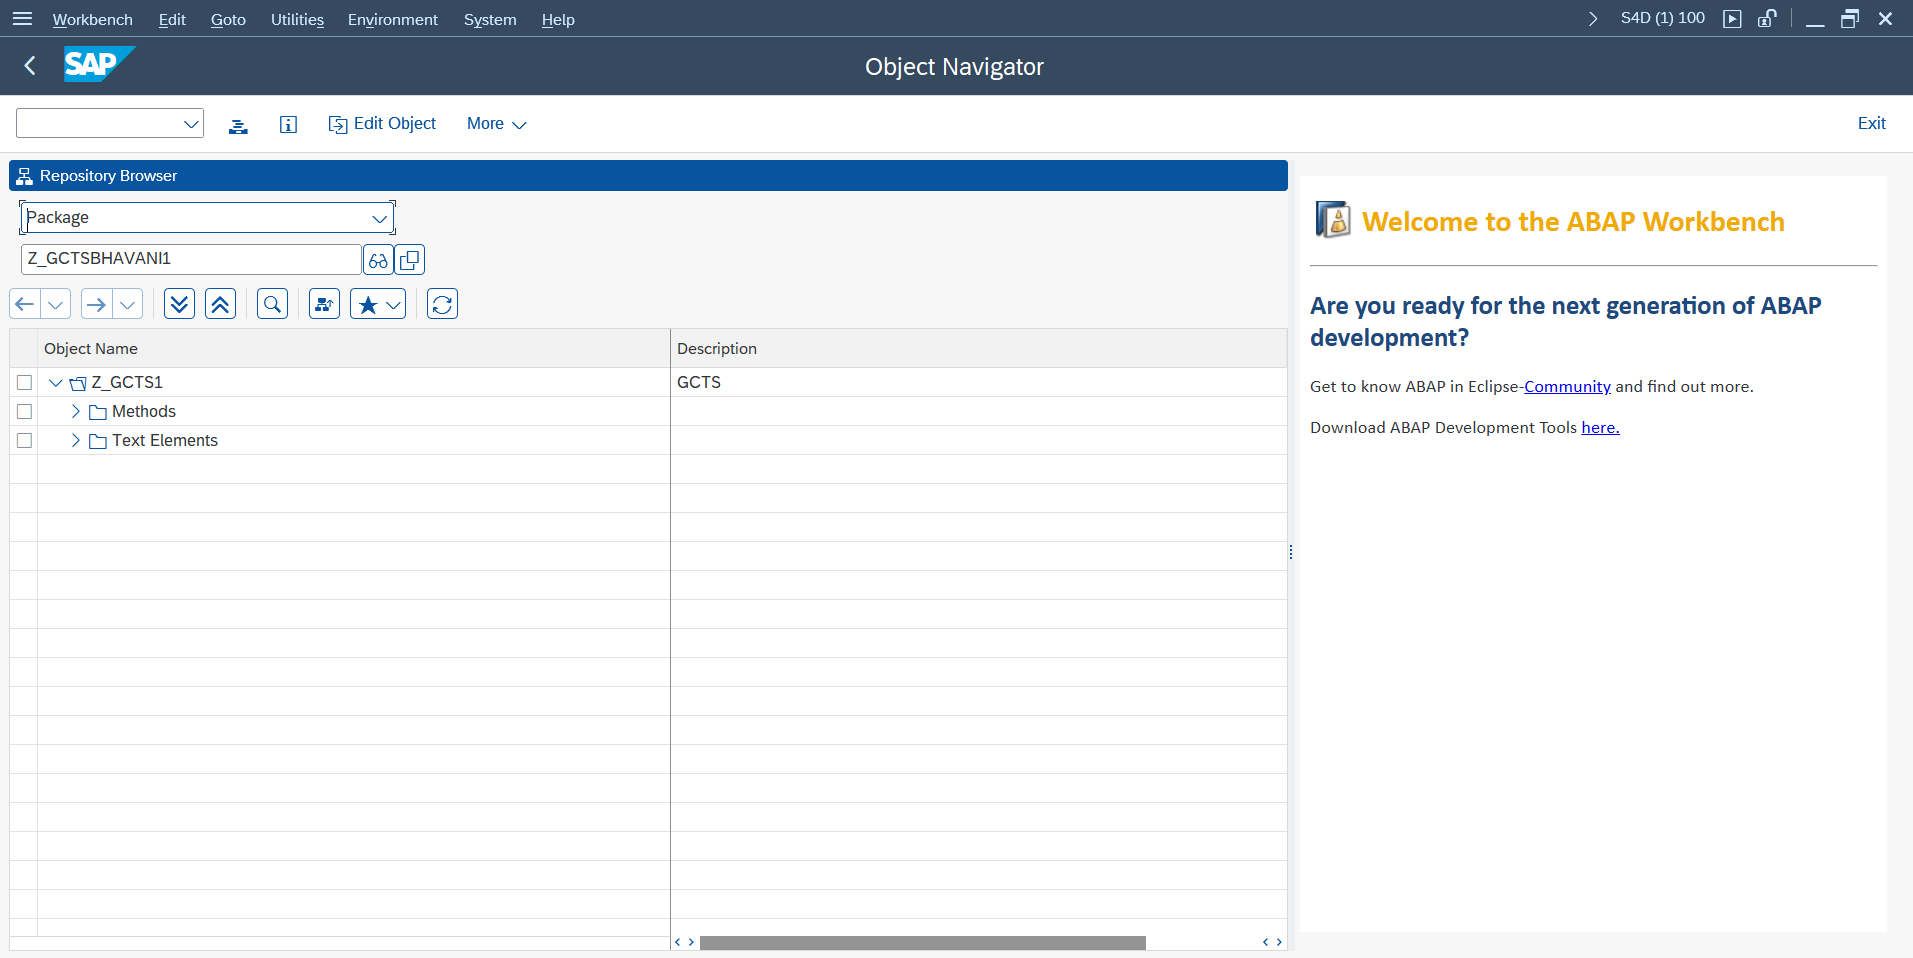 Workbench Edit Goto Utilities Environment System Help S4D (1) 100
SAP Object Navigator
Edit Object More Exit
Repository Browser
Package
Z_GCTSBHAVANI1
Object Name Description
Z_GCTS1 GCTS
Methods
Text Elements
Welcome to the ABAP Workbench
Are you ready for the next generation of ABAP
development?
Get to know ABAP in Eclipse-Community and find out more.
Download ABAP Development Tools here.